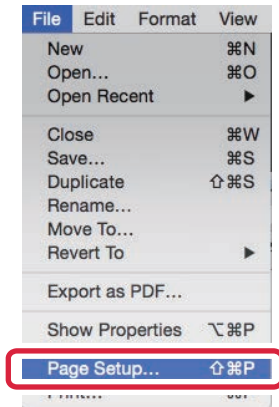 File Edit Format View
New ⌘N
Open... ⌘O
Open Recent ▶
Close ⌘W
Save... ⌘S
Duplicate ⇧⌘S
Rename...
Move To...
Revert To ▶
Export as PDF...
Show Properties ⌥⌘P
Page Setup... ⇧⌘P